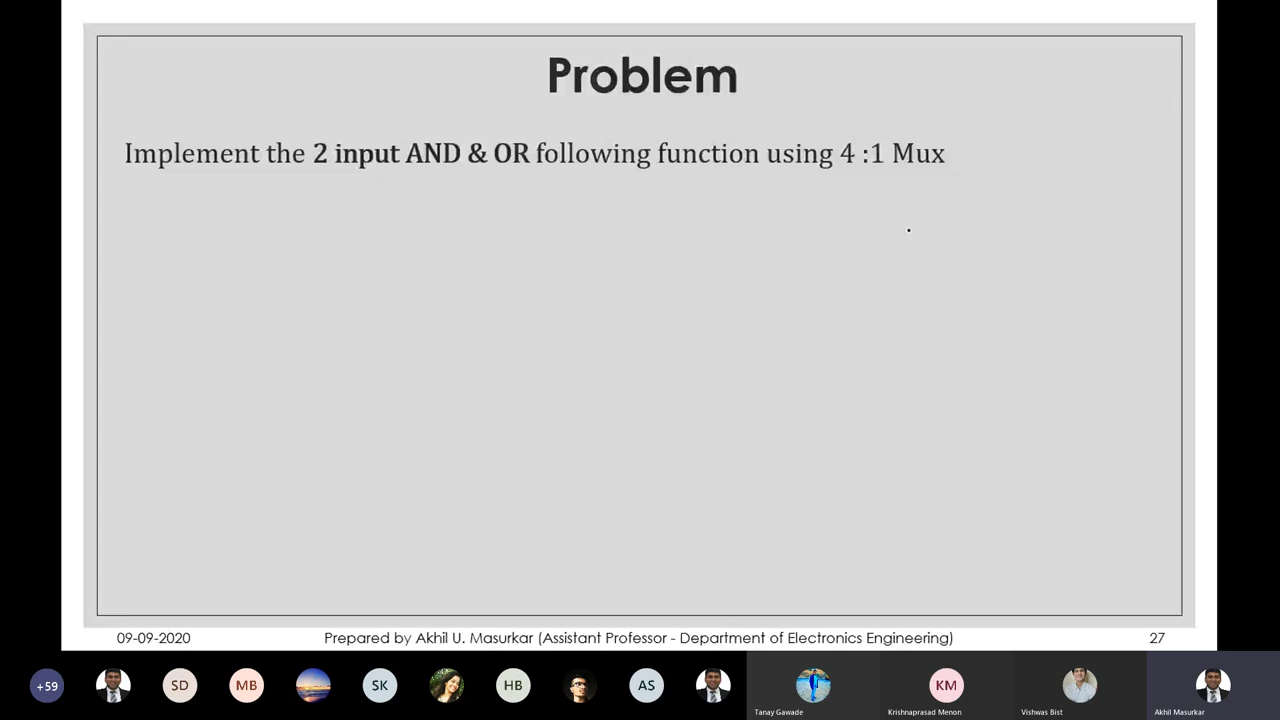 Problem
Implement the 2 input AND & OR following function using 4 :1 Mux
09-09-2020 Prepared by Akhil U. Masurkar (Assistant Professor - Department of Electronics Engineering) 27
+59 SD MB SK HB AS KM
Tanay Gawade Krishnaprasad Menon Vishwas Bist Akhil Masurkar